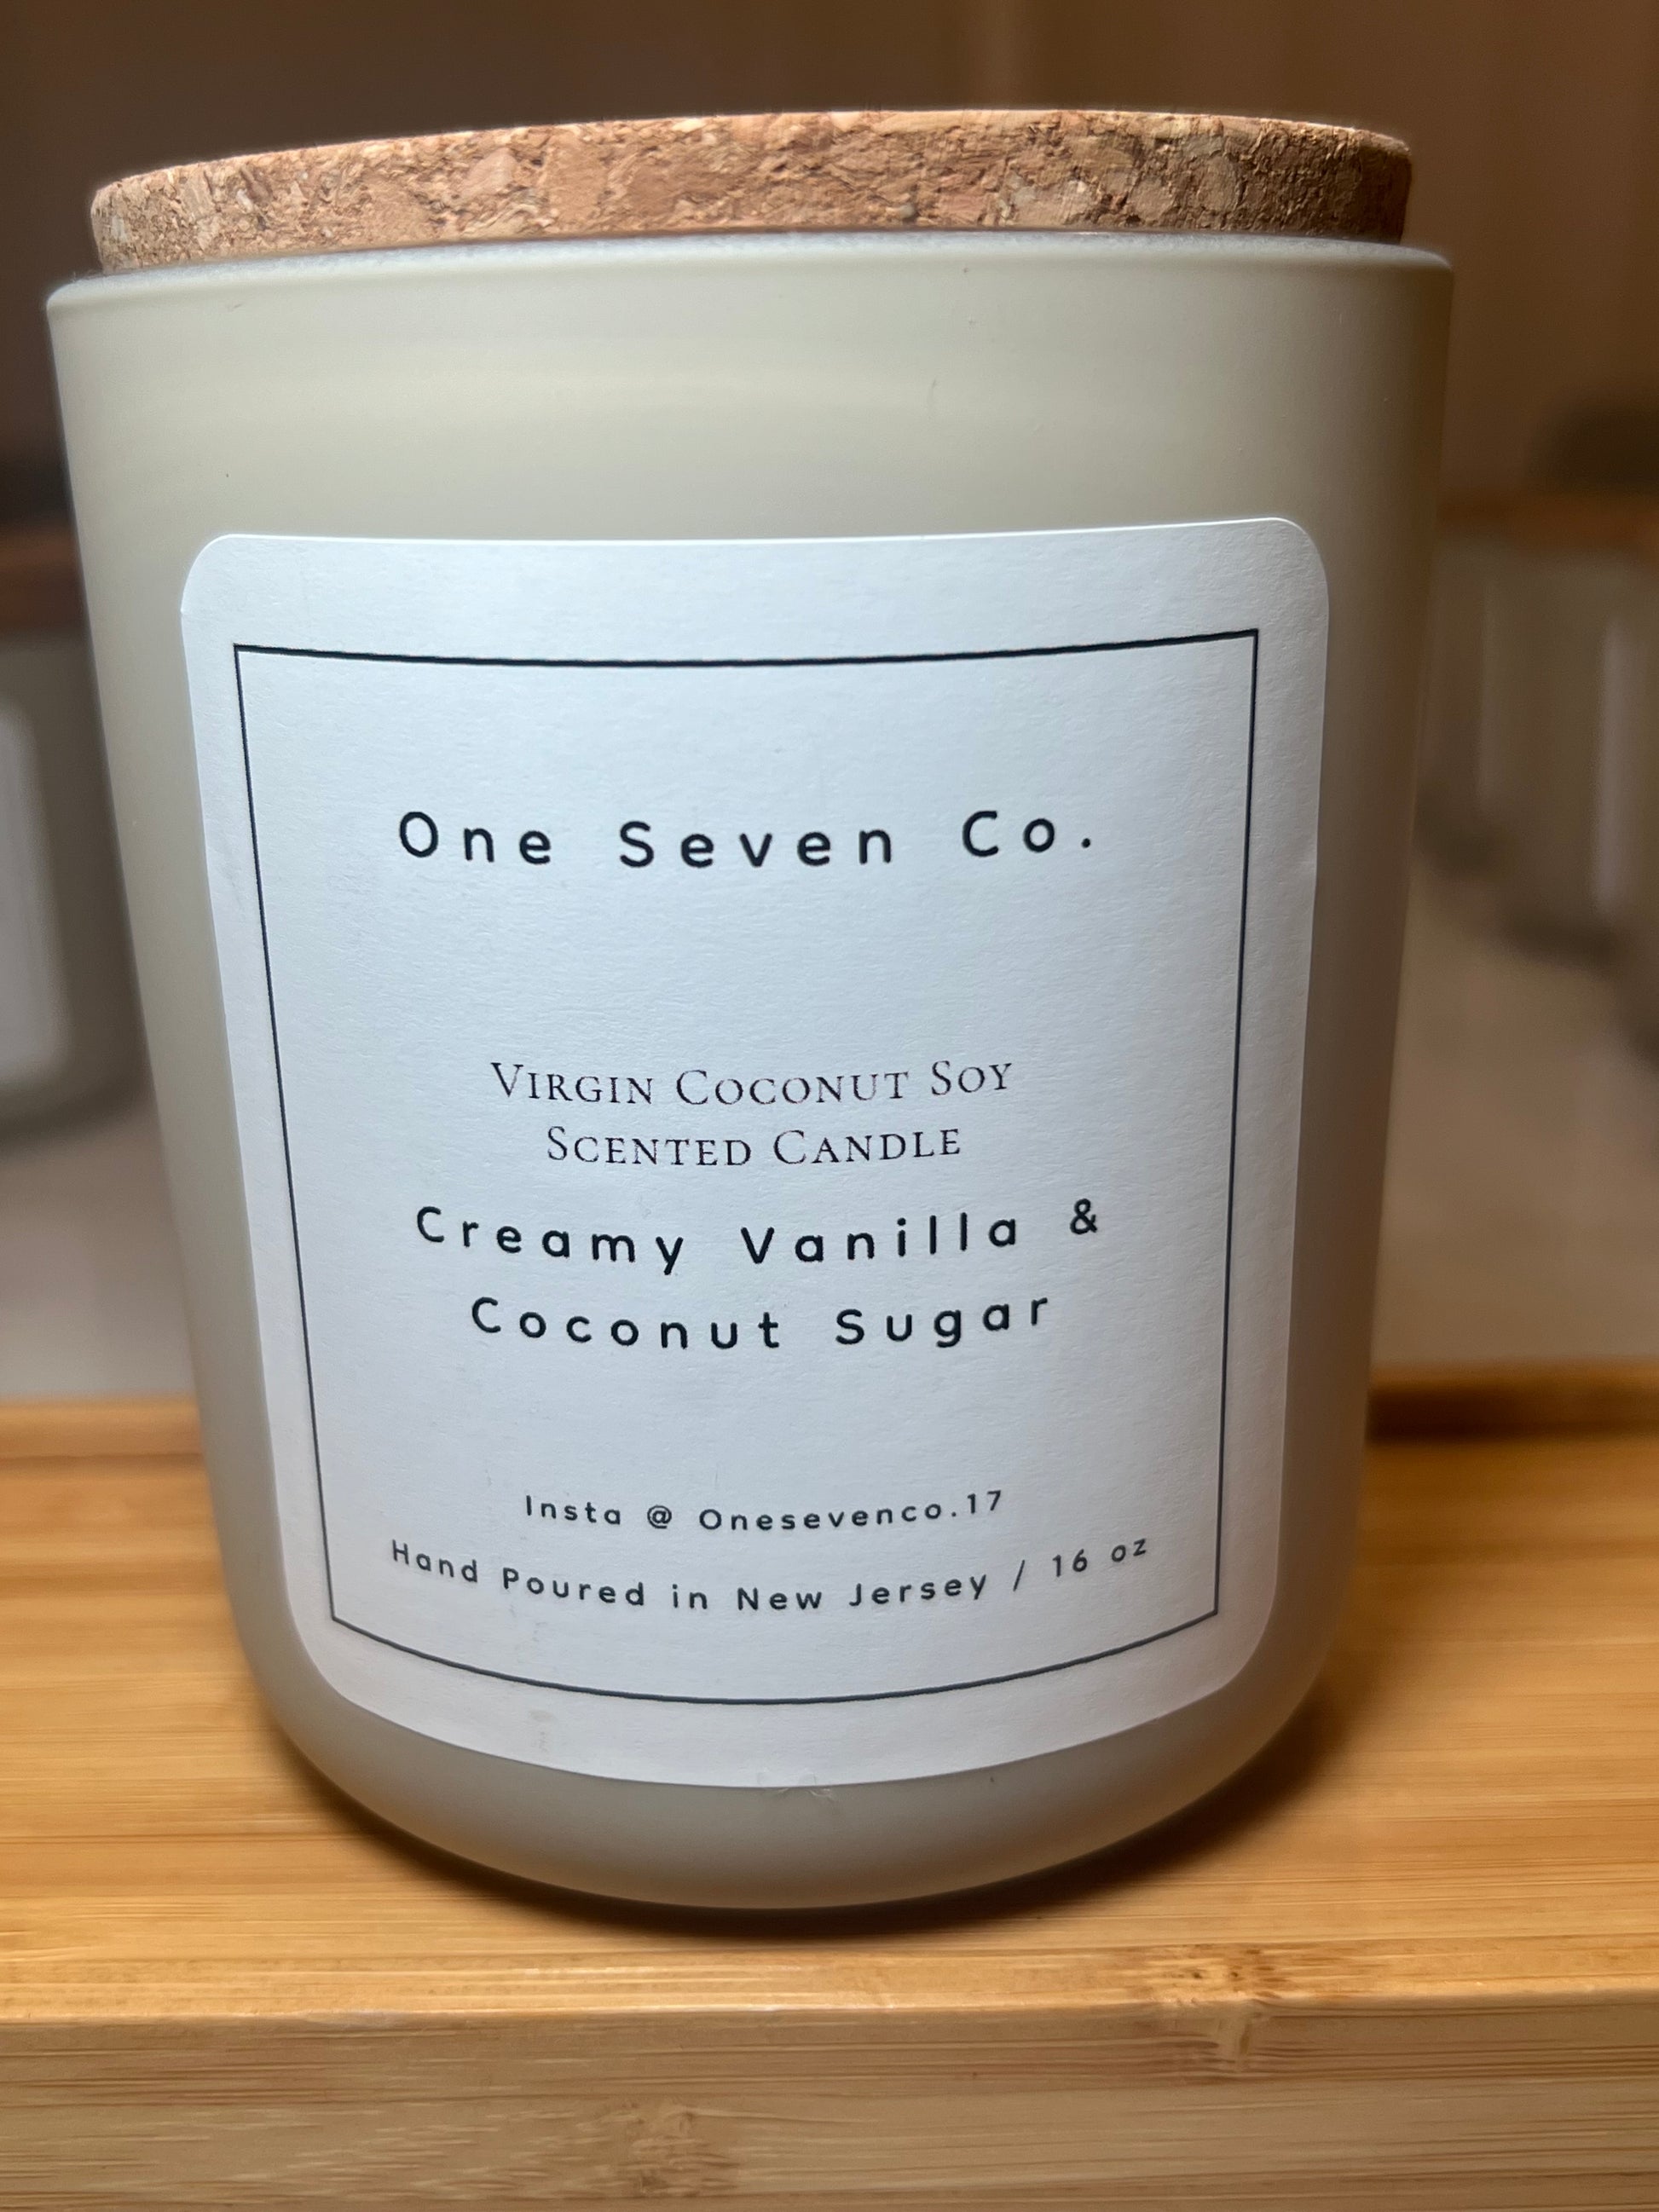 One Seven Co.
Virgin Coconut Soy
Scented Candle
Creamy Vanilla &
Coconut Sugar
Insta @ Onesevenco.17
Hand Poured in New Jersey / 16 oz